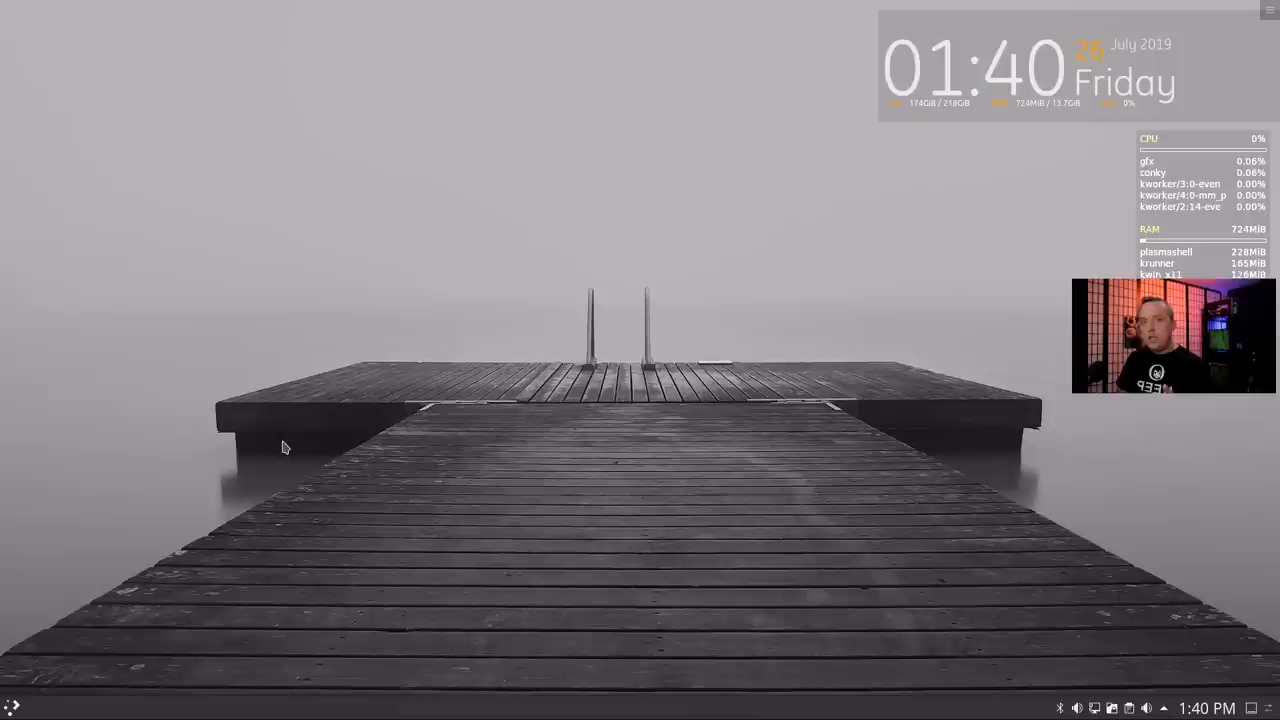 01:40 26 July 2019
Friday
174GiB / 218GiB 724MiB / 13.7GiB 0%
CPU 0%
gfx 0.06%
conky 0.06%
kworker/3:0-even 0.00%
kworker/4:0-mm_p 0.00%
kworker/2:14-eve 0.00%
RAM 724MiB
plasmashell 228MiB
krunner 165MiB
kwin_x11 126MiB
1:40 PM